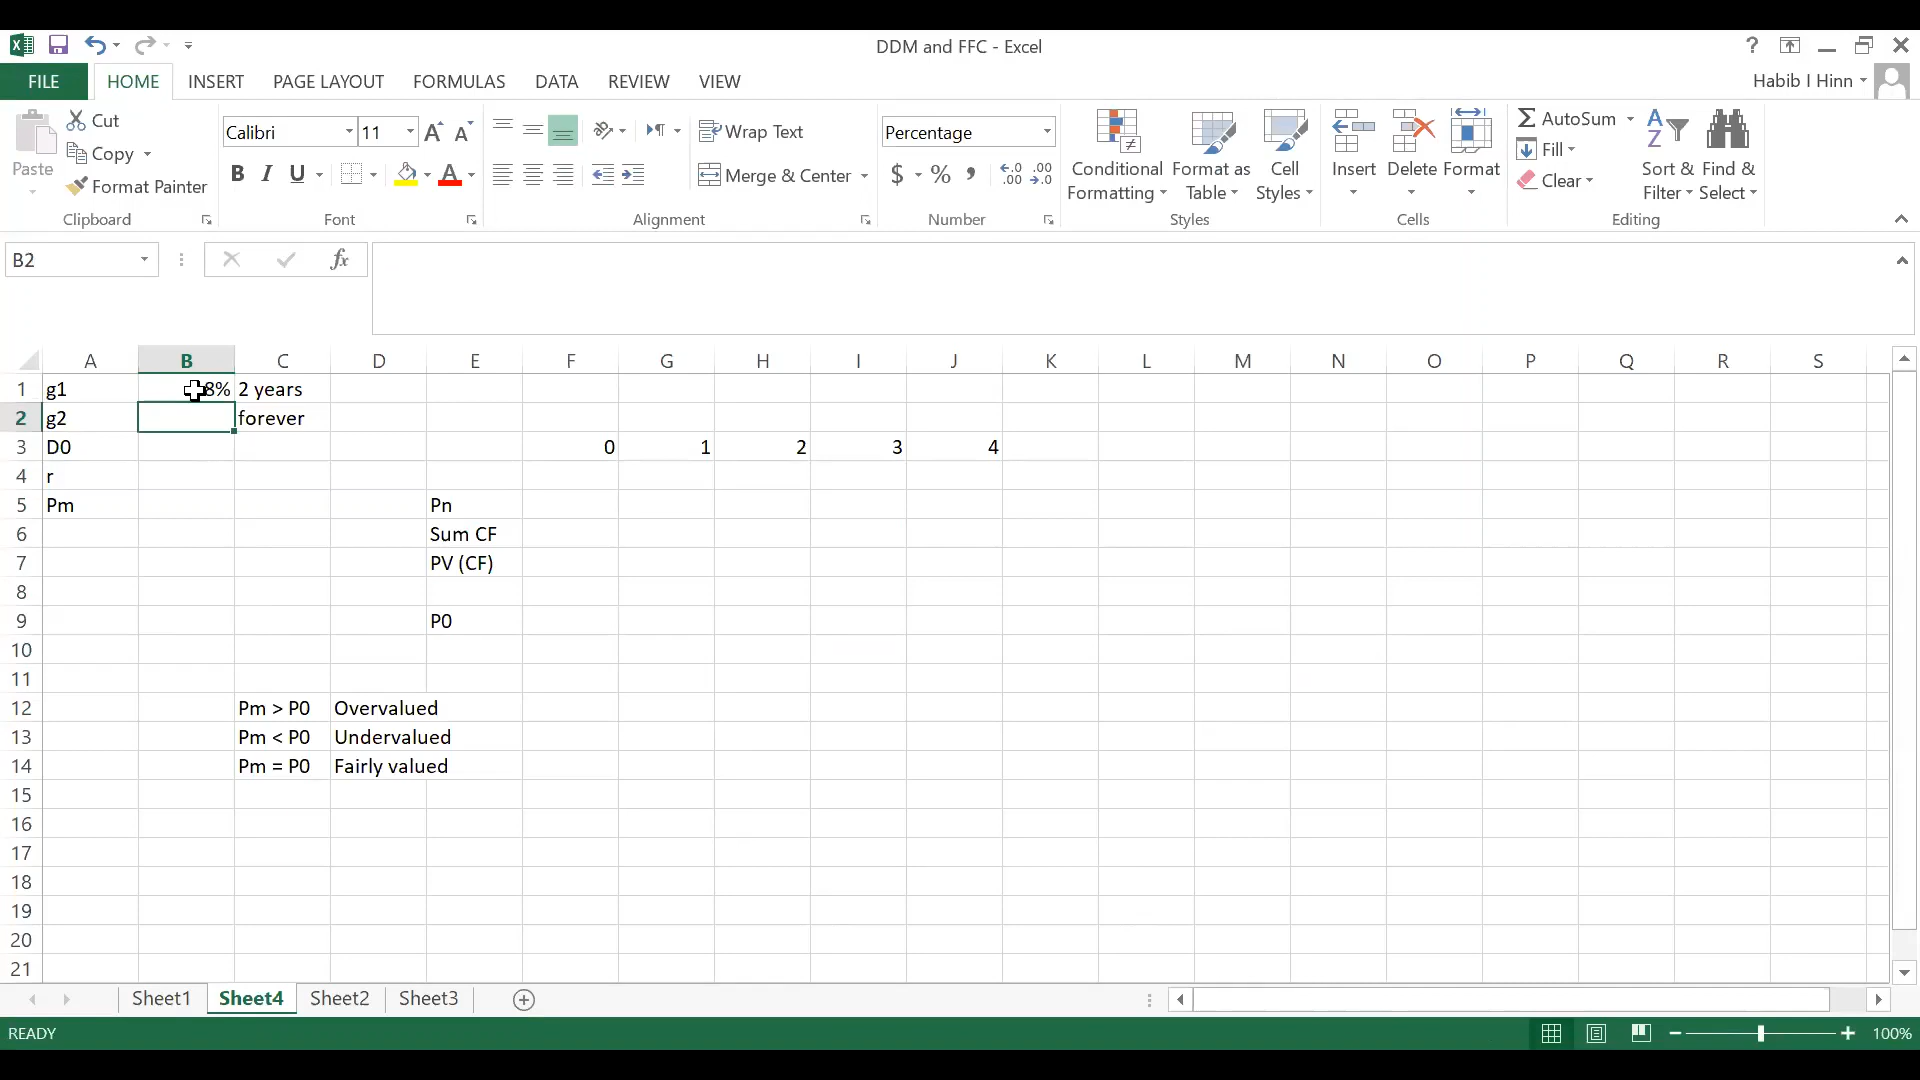 DDM and FFC - Excel
?
FILE HOME INSERT PAGE LAYOUT FORMULAS DATA REVIEW VIEW
Habib I Hinn
Paste
Cut
Copy
Format Painter
Clipboard
Calibri 11
B I U A
Font
Wrap Text
Merge & Center
Alignment
Percentage
$ % , .00 .00
Number
Conditional Formatting
Format as Table
Cell Styles
Styles
Insert Delete Format
Cells
AutoSum
Fill
Clear
Sort & Filter
Find & Select
Editing
B2 fx
A B C D E F G H I J K L M N O P Q R S
1 g1 8% 2 years
2 g2 forever
3 D0 0 1 2 3 4
4 r
5 Pm Pn
6 Sum CF
7 PV (CF)
8
9 P0
10
11
12 Pm > P0 Overvalued
13 Pm < P0 Undervalued
14 Pm = P0 Fairly valued
15
16
17
18
19
20
21
Sheet1 Sheet4 Sheet2 Sheet3
READY 100%